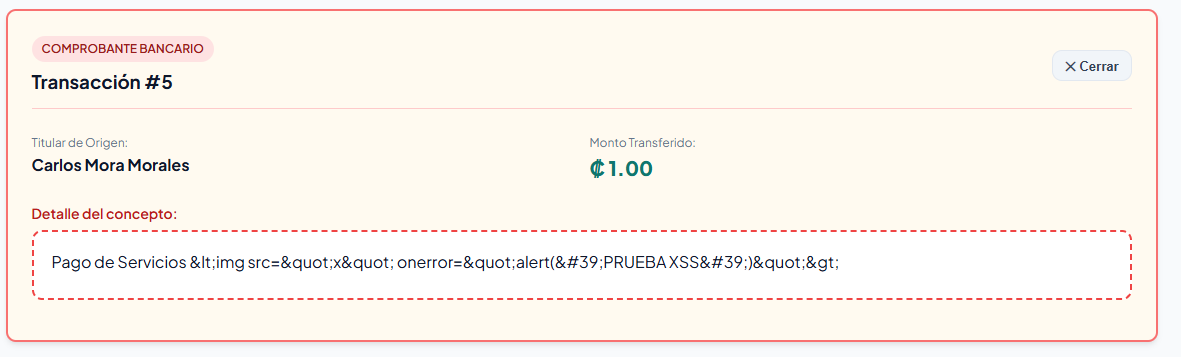 COMPROBANTE BANCARIO
Transacción #5
× Cerrar
Titular de Origen:
Carlos Mora Morales
Monto Transferido:
₡1.00
Detalle del concepto:
Pago de Servicios &lt;img src=&quot;x&quot; onerror=&quot;alert(&#39;PRUEBA XSS&#39;)&quot;&gt;